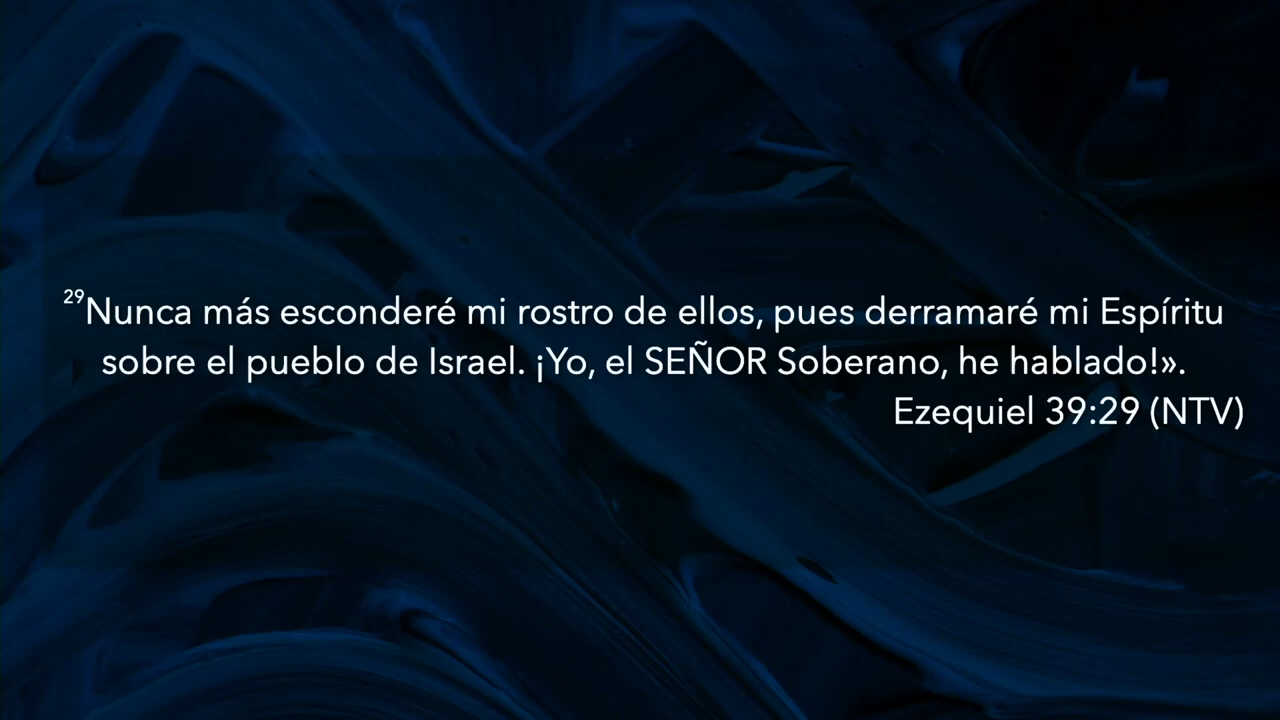 29Nunca más esconderé mi rostro de ellos, pues derramaré mi Espíritu
sobre el pueblo de Israel. ¡Yo, el SEÑOR Soberano, he hablado!».
Ezequiel 39:29 (NTV)